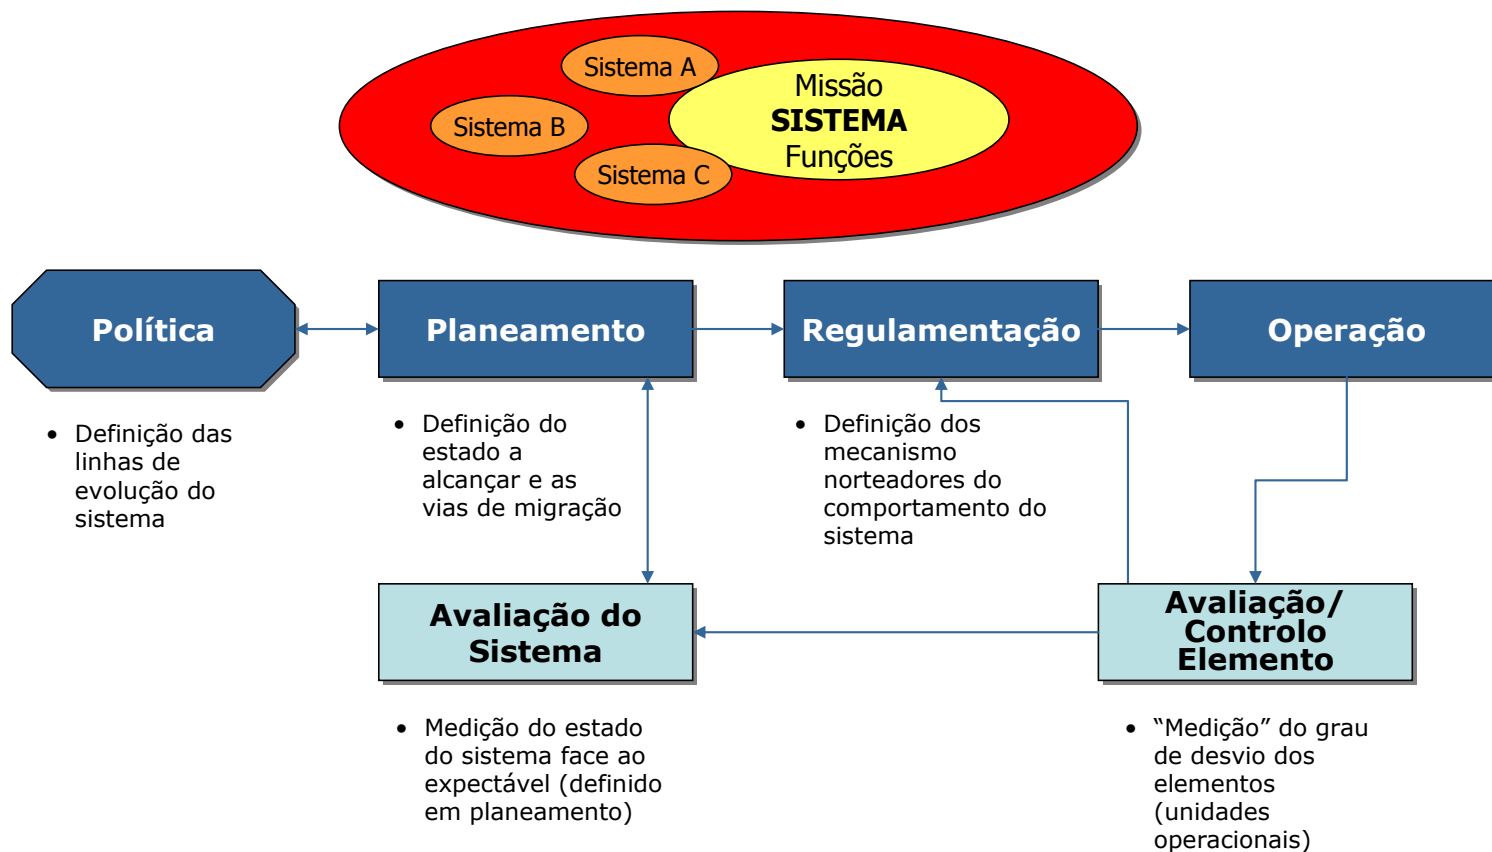 Sistema A
Sistema B
Sistema C
Missão
SISTEMA
Funções
Política
Planeamento
Regulamentação
Operação
• Definição das
linhas de
evolução do
sistema
• Definição do
estado a
alcançar e as
vias de migração
• Definição dos
mecanismo
norteadores do
comportamento do
sistema
Avaliação do
Sistema
Avaliação/
Controlo
Elemento
• Medição do estado
do sistema face ao
expectável (definido
em planeamento)
• “Medição” do grau
de desvio dos
elementos
(unidades
operacionais)